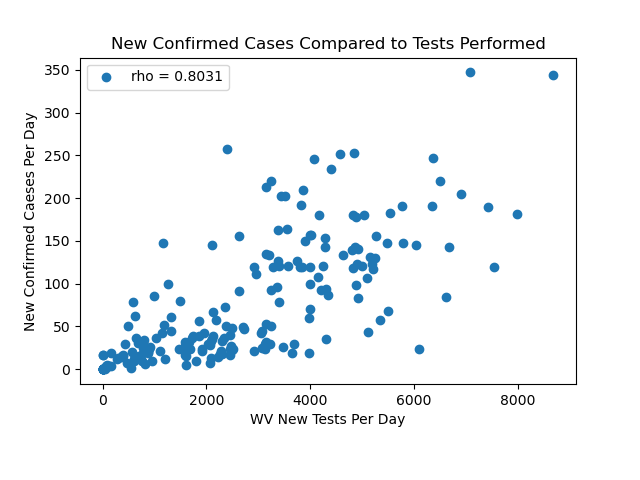 New Confirmed Cases Compared to Tests Performed
rho = 0.8031
New Confirmed Caeses Per Day
350
300
250
200
150
100
50
0
0 2000 4000 6000 8000
WV New Tests Per Day